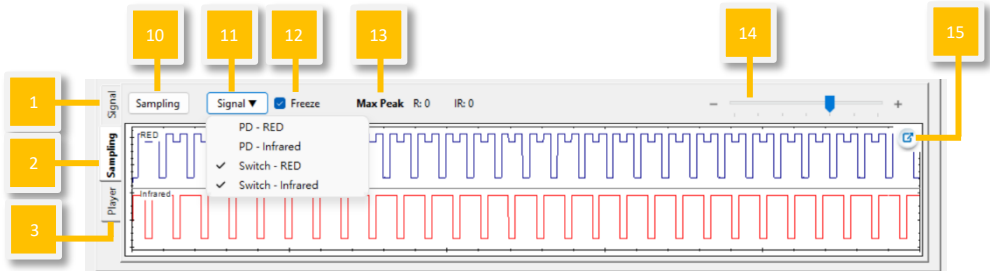 10
11
12
13
14
15
1
Signal
Sampling
Signal ▼
Freeze
Max Peak R: 0 IR: 0
−
+
PD - RED
PD - Infrared
✓ Switch - RED
✓ Switch - Infrared
2
Sampling
RED
3
Player
Infrared